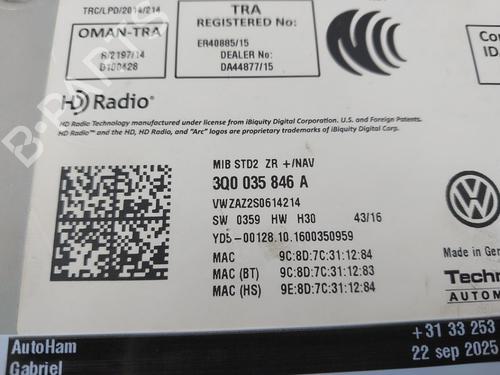 TRC/LPD/2014/214
OMAN-TRA
R/2197/14
D100428
TRA
REGISTERED No:
ER40885/15
DEALER No:
DA44877/15
Co
ID
HD Radio
HD Radio Technology manufactured under license from iBiquity Digital Corporation. U.S. and Foreign Patents.
HD Radio™ and the HD, HD Radio, and "Arc" logos are proprietary trademarks of iBiquity Digital Corp.
B-PARTS
MIB STD2 ZR +/NAV
3Q0 035 846 A
VWZAZ2S0614214
SW 0359 HW H30 43/16
YD5-00128.10.1600350959
MAC 9C:8D:7C:31:12:84
MAC (BT) 9C:8D:7C:31:12:83
MAC (HS) 9E:8D:7C:31:12:84
Made in Ger
Techn
AUTOM
AutoHam
Gabriel
+31 33 253
22 sep 2025